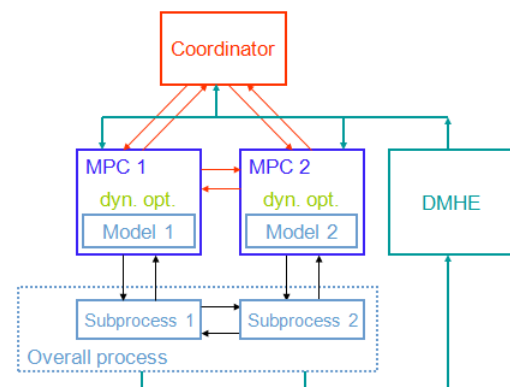 Coordinator
MPC 1
MPC 2
dyn. opt.
dyn. opt.
DMHE
Model 1
Model 2
Subprocess 1
Subprocess 2
Overall process